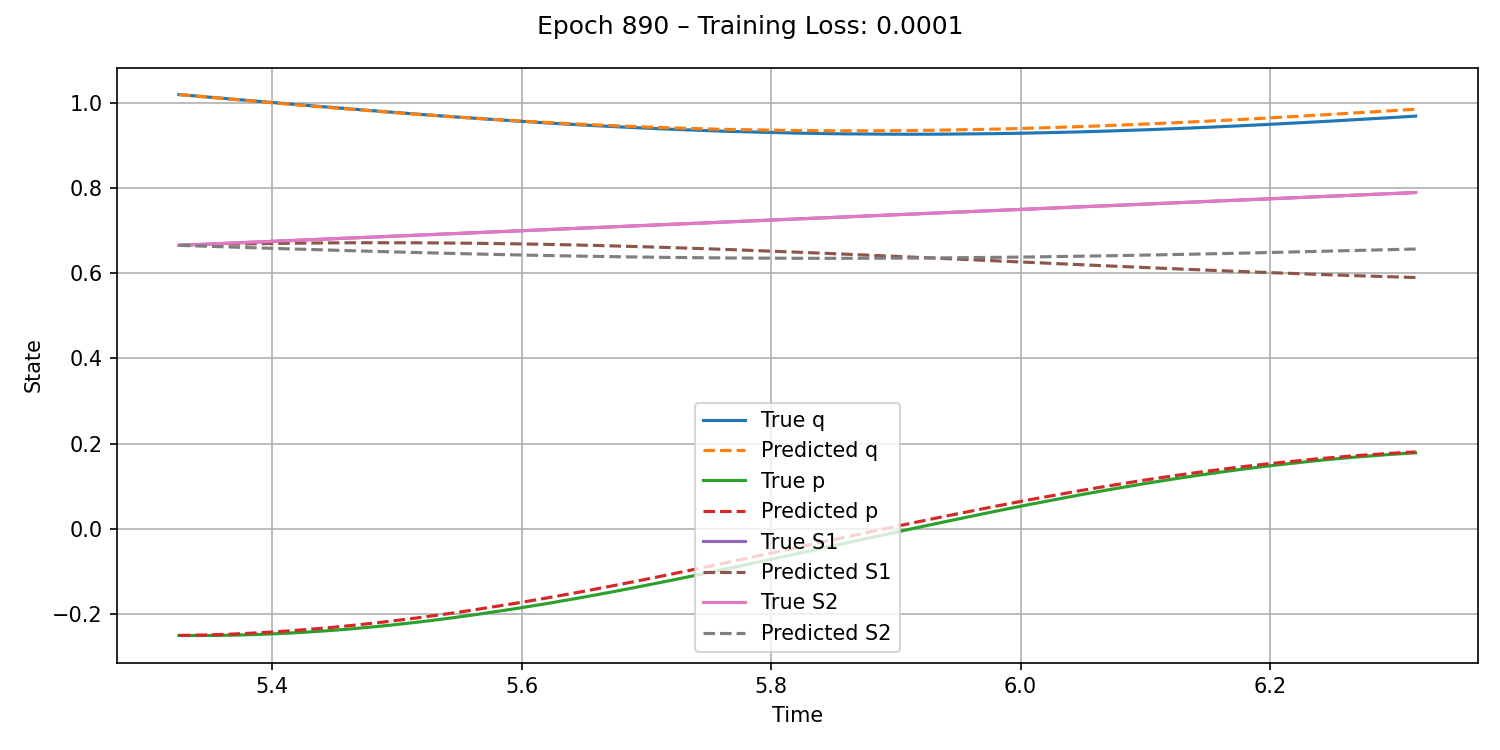 Epoch 890 – Training Loss: 0.0001
State
1.0
0.8
0.6
0.4
0.2
0.0
−0.2
True q
Predicted q
True p
Predicted p
True S1
Predicted S1
True S2
Predicted S2
5.4 5.6 5.8 6.0 6.2
Time